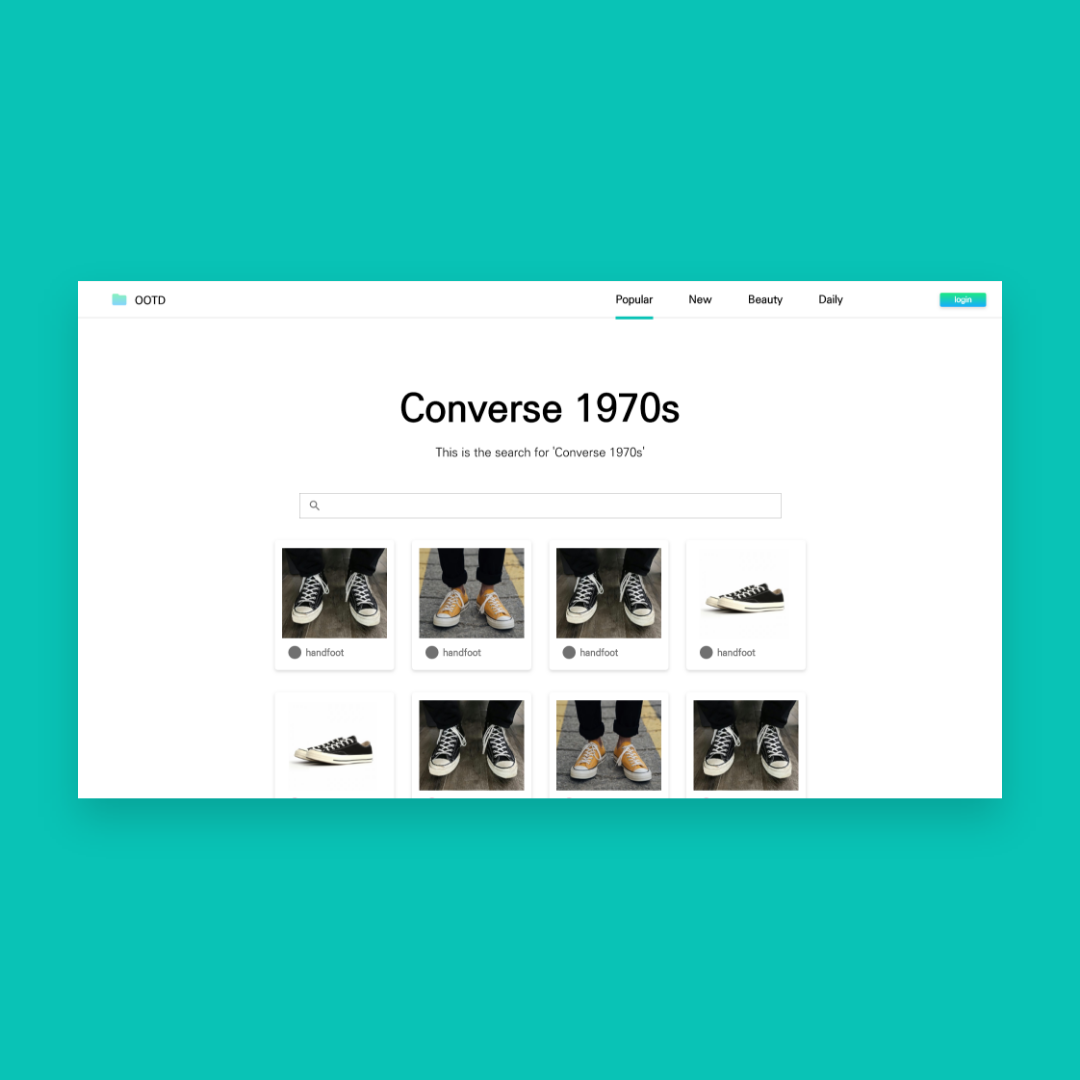 OOTD
Popular New Beauty Daily
login
Converse 1970s
This is the search for 'Converse 1970s'
handfoot
handfoot
handfoot
handfoot